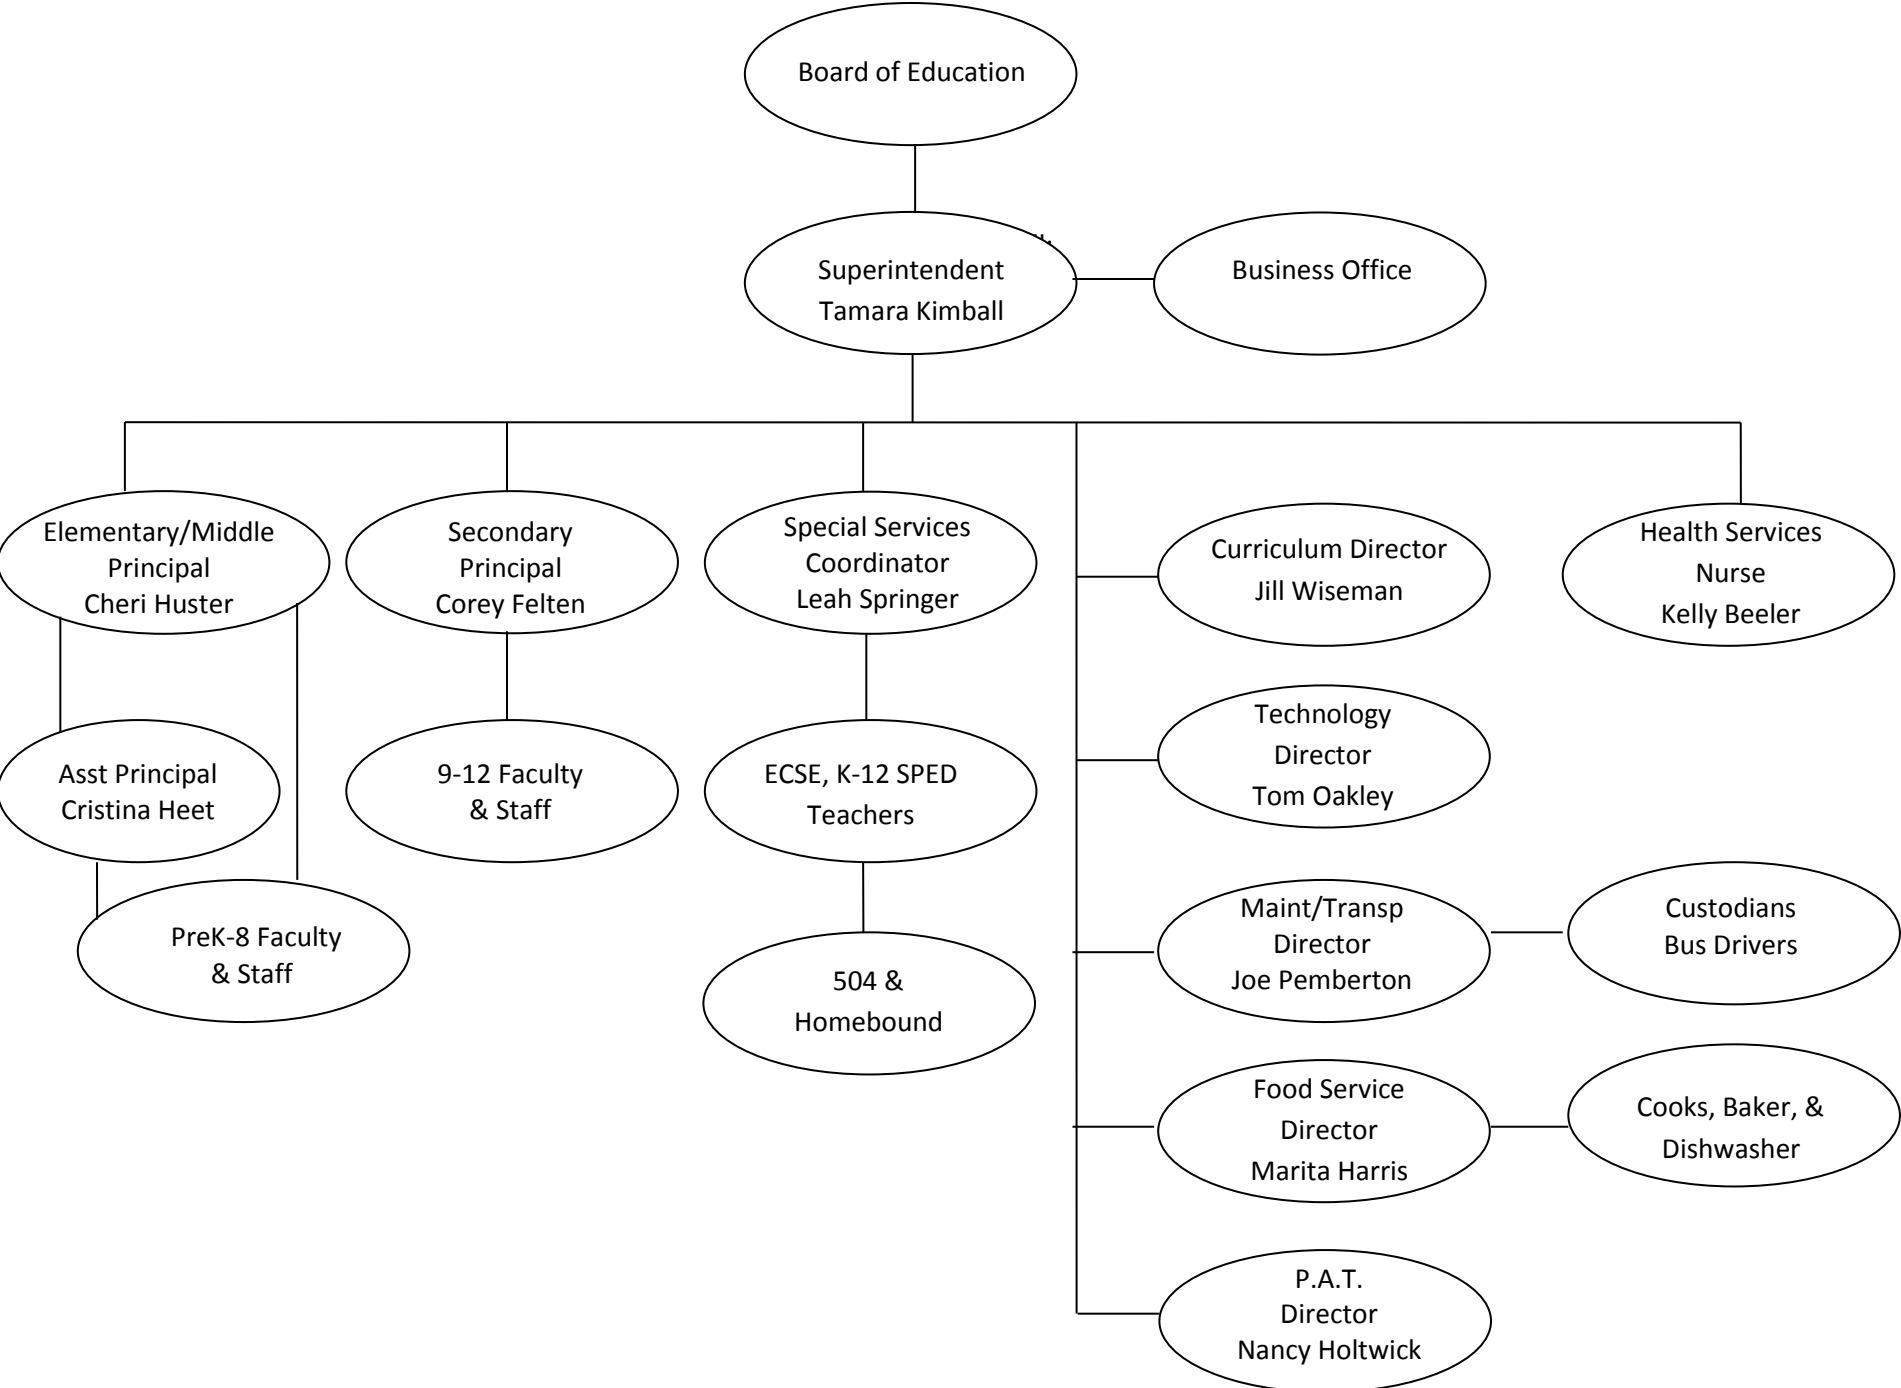 Board of Education
Superintendent
Tamara Kimball
Business Office
Elementary/Middle
Principal
Cheri Huster
Secondary
Principal
Corey Felten
Special Services
Coordinator
Leah Springer
Curriculum Director
Jill Wiseman
Health Services
Nurse
Kelly Beeler
Asst Principal
Cristina Heet
9-12 Faculty
& Staff
ECSE, K-12 SPED
Teachers
Technology
Director
Tom Oakley
PreK-8 Faculty
& Staff
504 &
Homebound
Maint/Transp
Director
Joe Pemberton
Custodians
Bus Drivers
Food Service
Director
Marita Harris
Cooks, Baker, &
Dishwasher
P.A.T.
Director
Nancy Holtwick